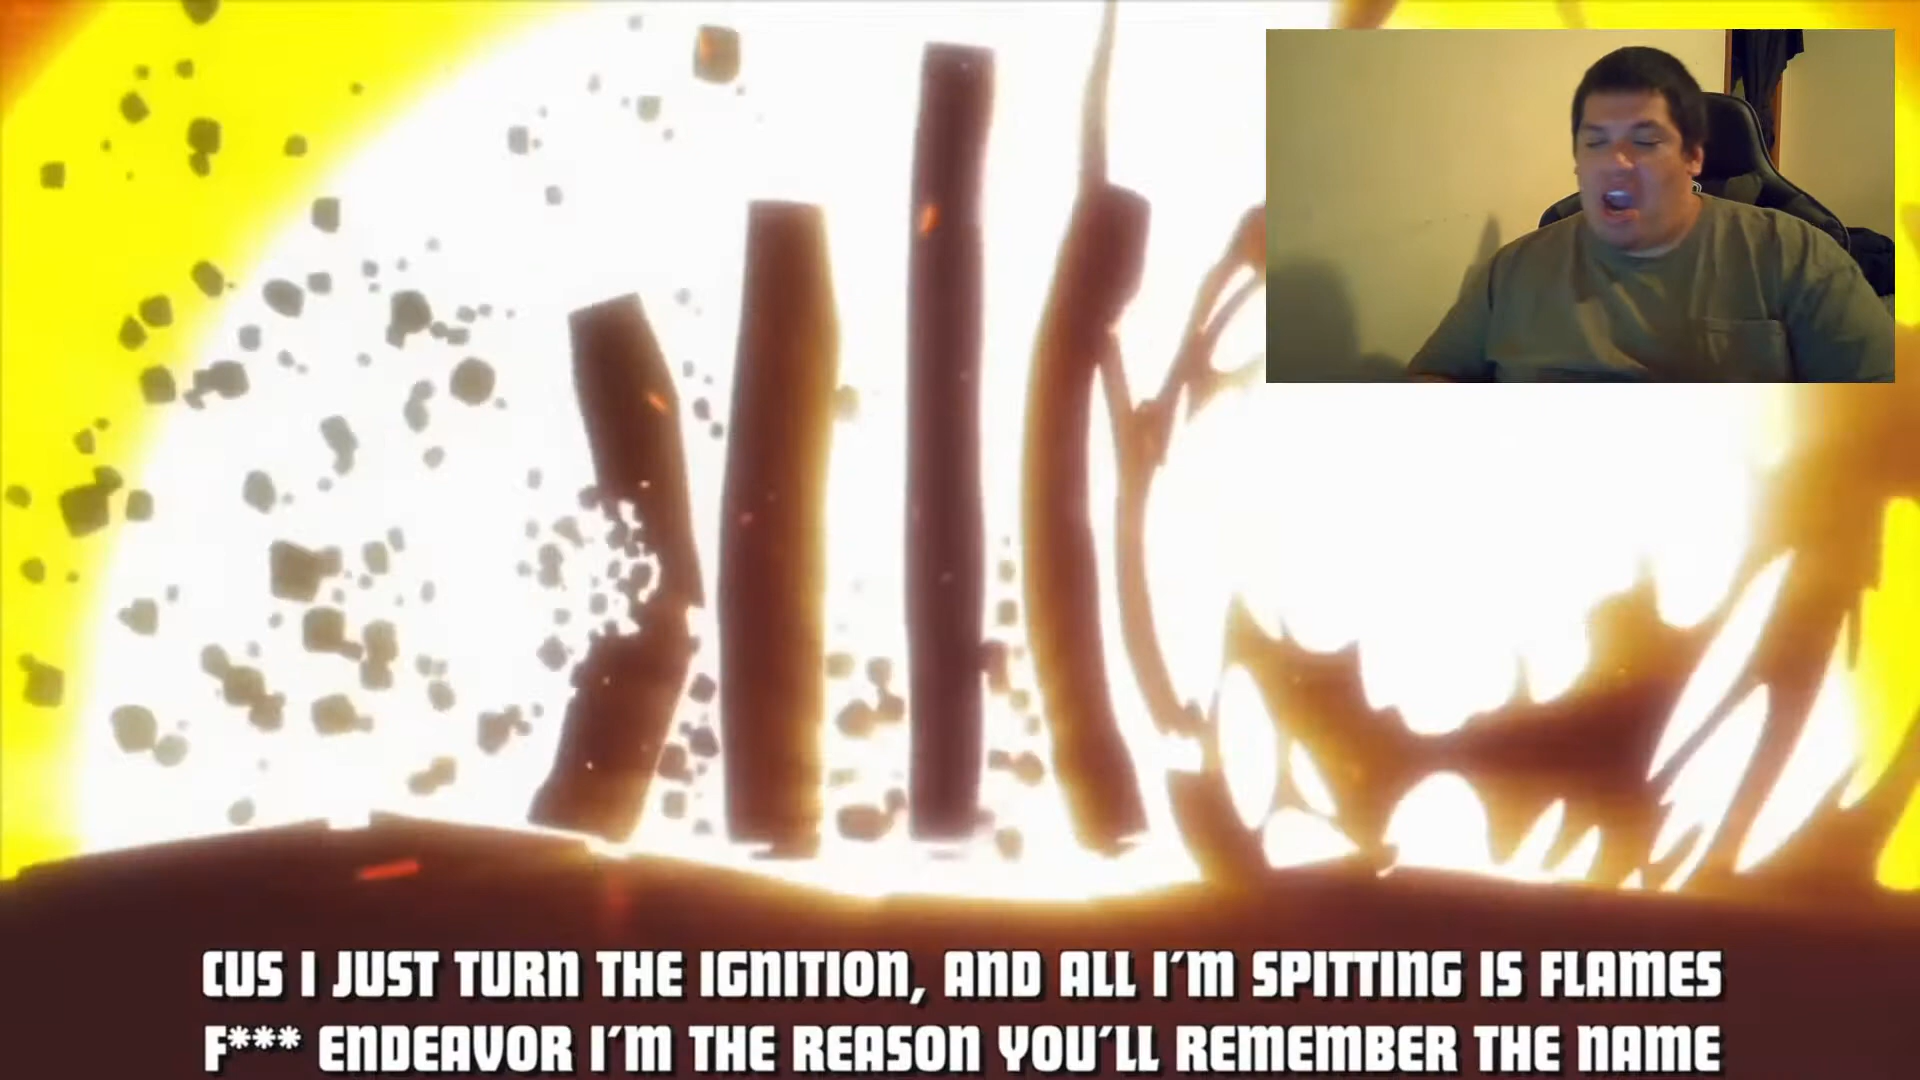 CUS I JUST TURN THE IGNITION, AND ALL I'M SPITTING IS FLAMES
F*** ENDEAVOR I'M THE REASON YOU'LL REMEMBER THE NAME